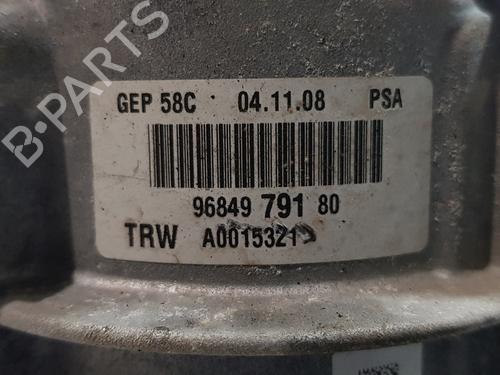 B-PARTS
GEP 58C 04.11.08 PSA
96849 791 80
TRW A0015321